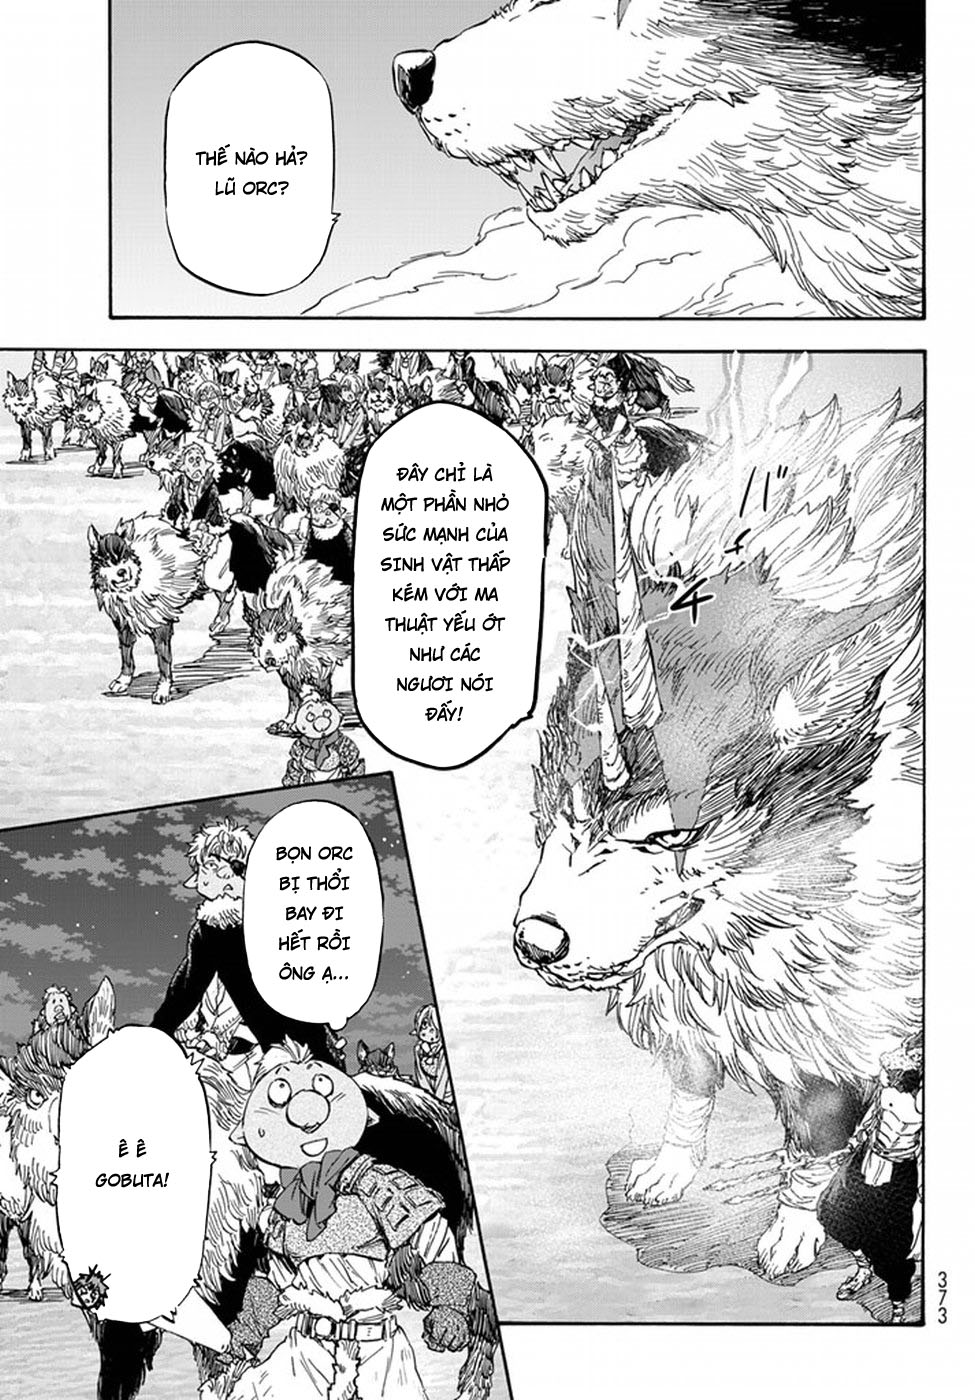 THẾ NÀO HẢ?
LŨ ORC?
ĐÂY CHỈ LÀ
MỘT PHẦN NHỎ
SỨC MẠNH CỦA
SINH VẬT THẤP
KÉM VỚI MA
THUẬT YẾU ỚT
NHƯ CÁC
NGƯƠI NÓI
ĐẤY!
BỌN ORC
BỊ THỔI
BAY ĐI
HẾT RỒI
ÔNG Ạ...
Ê Ê
GOBUTA!
373